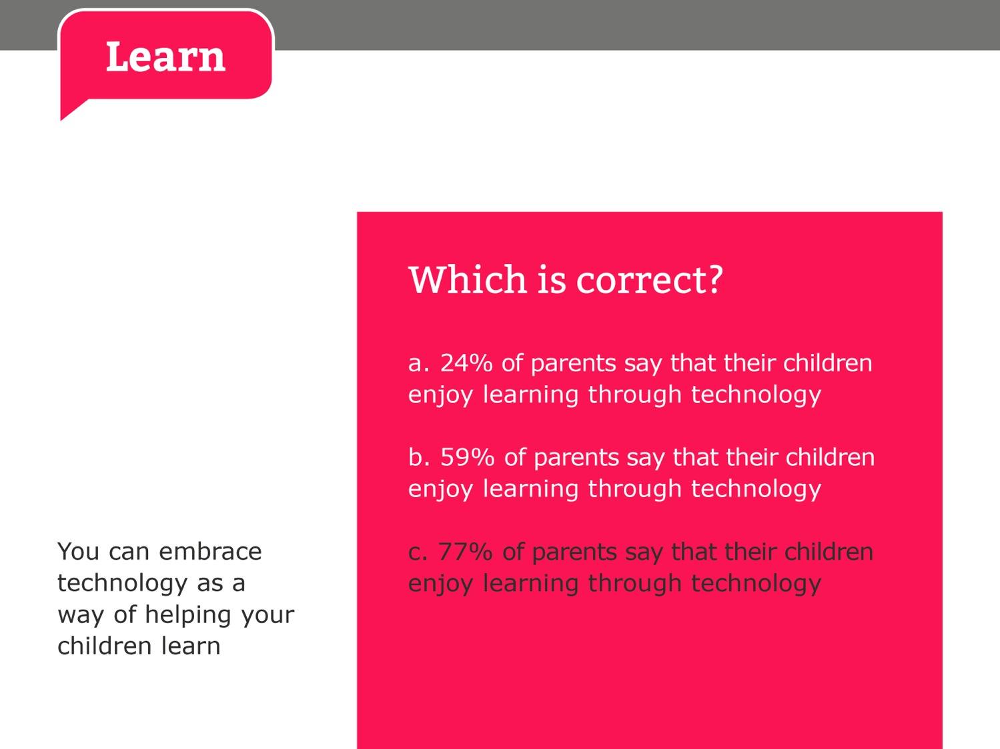 Learn
Which is correct?
a. 24% of parents say that their children
enjoy learning through technology
b. 59% of parents say that their children
enjoy learning through technology
c. 77% of parents say that their children
enjoy learning through technology
You can embrace
technology as a
way of helping your
children learn